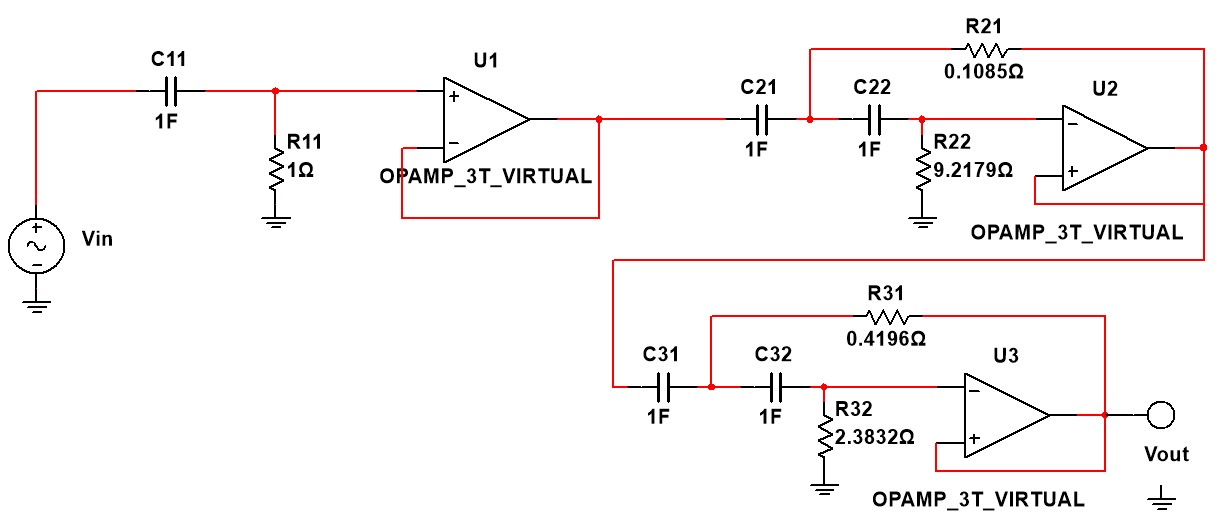 C11
1F
R11
1Ω
Vin
+
−
U1
+
−
OPAMP_3T_VIRTUAL
C21
1F
C22
1F
R21
0.1085Ω
R22
9.2179Ω
U2
−
+
OPAMP_3T_VIRTUAL
C31
1F
C32
1F
R31
0.4196Ω
R32
2.3832Ω
U3
−
+
OPAMP_3T_VIRTUAL
Vout